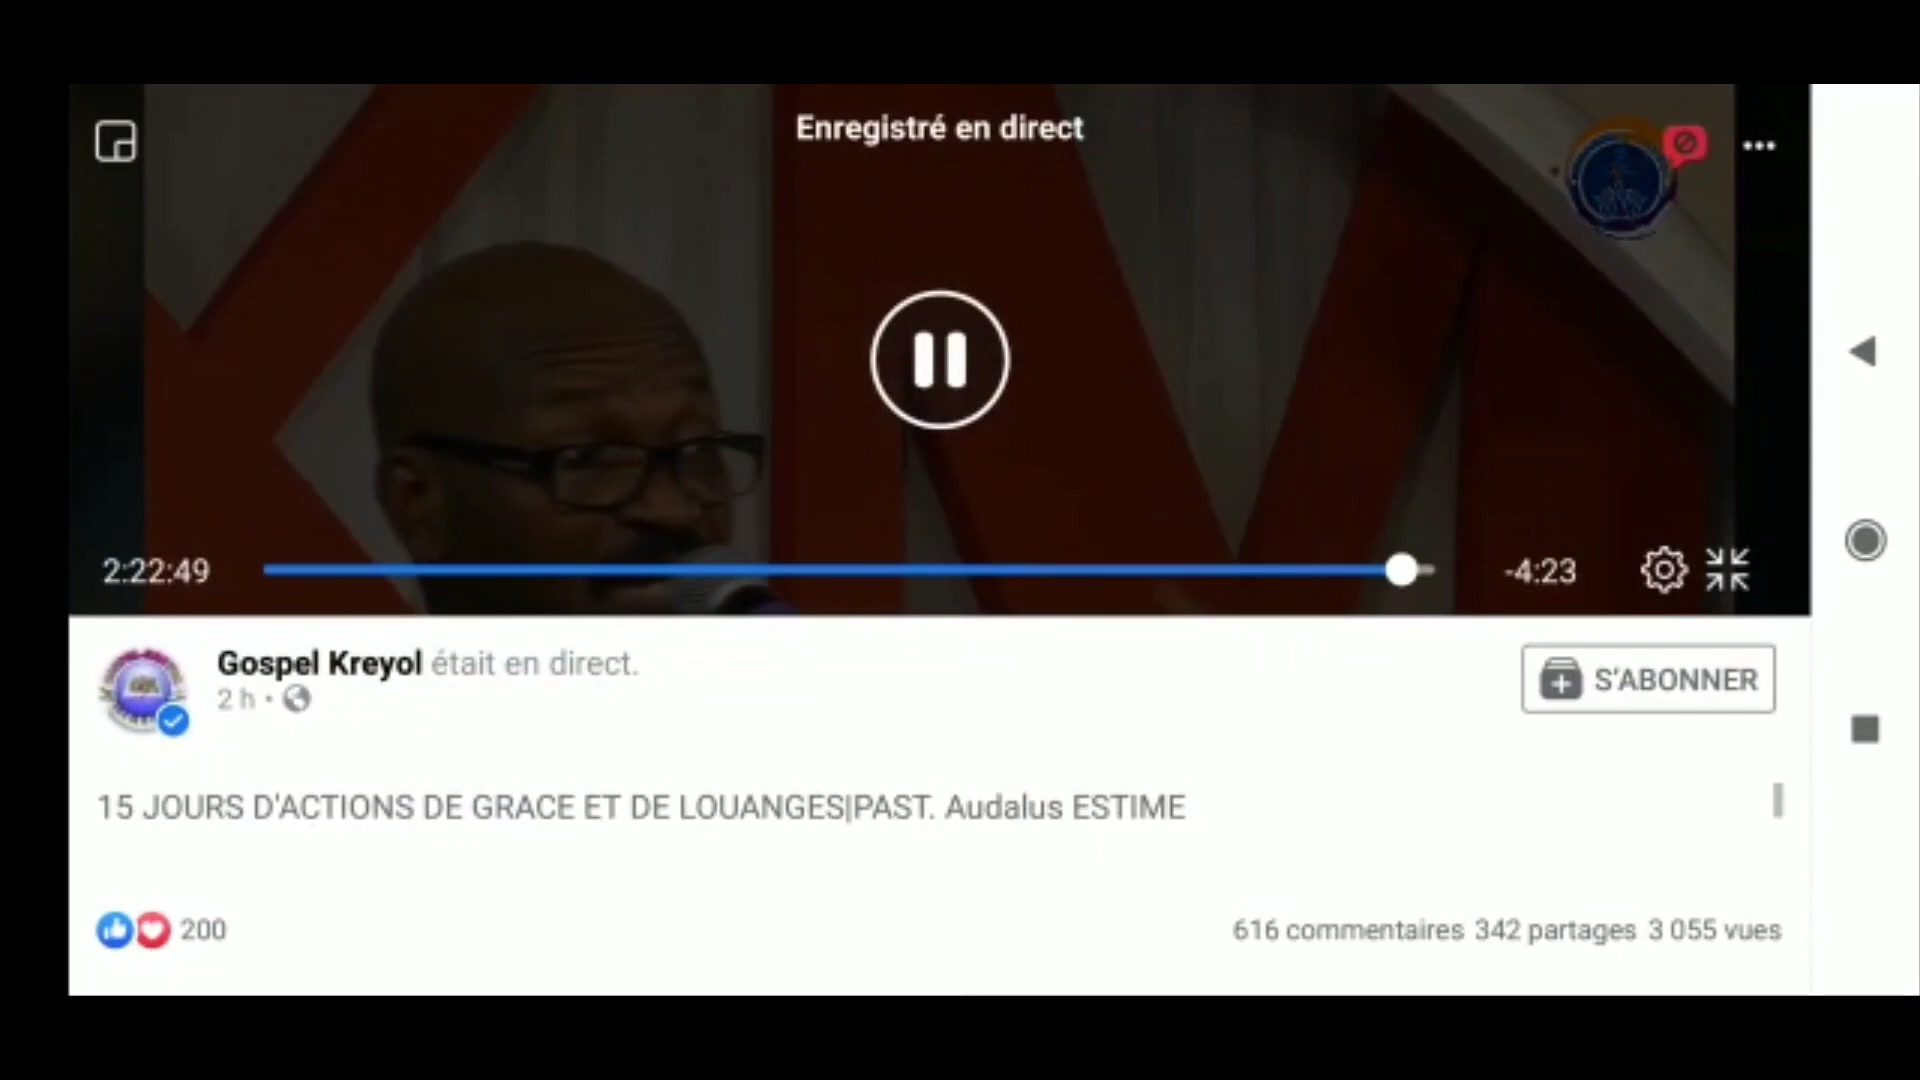 Enregistré en direct
2:22:49
-4:23
Gospel Kreyol était en direct.
S'ABONNER
2 h •
15 JOURS D'ACTIONS DE GRACE ET DE LOUANGES|PAST. Audalus ESTIME
200
616 commentaires 342 partages 3 055 vues